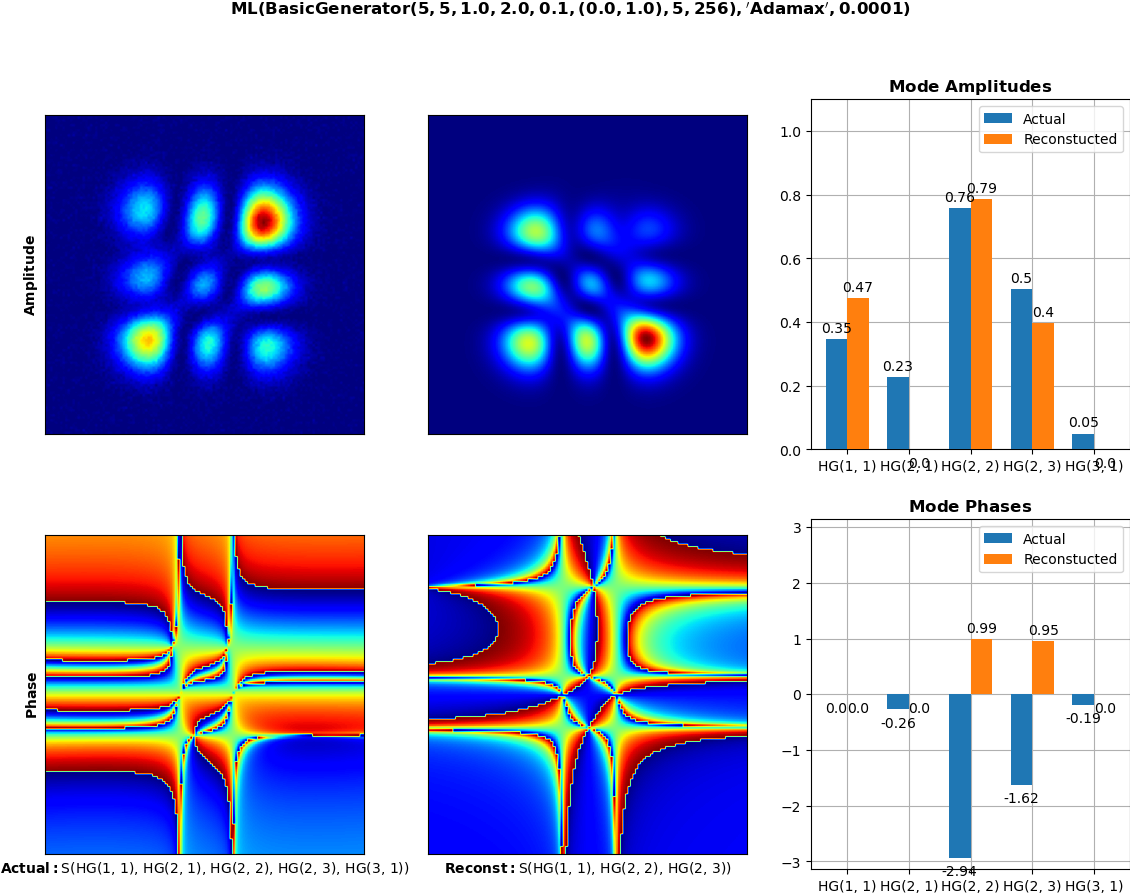 ML(BasicGenerator(5, 5, 1.0, 2.0, 0.1, (0.0, 1.0), 5, 256), ′Adamax′, 0.0001)
Amplitude
Mode Amplitudes
Actual
Reconstucted
1.0
0.8
0.6
0.4
0.2
0.0
0.35
0.47
0.23
0.0
0.76
0.79
0.5
0.4
0.05
0.0
HG(1, 1)
HG(2, 1)
HG(2, 2)
HG(2, 3)
HG(3, 1)
Phase
Actual: S(HG(1, 1), HG(2, 1), HG(2, 2), HG(2, 3), HG(3, 1))
Reconst: S(HG(1, 1), HG(2, 2), HG(2, 3))
Mode Phases
Actual
Reconstucted
3
2
1
0
−1
−2
−3
0.0
0.0
-0.26
0.0
-2.94
0.99
-1.62
0.95
-0.19
0.0
HG(1, 1)
HG(2, 1)
HG(2, 2)
HG(2, 3)
HG(3, 1)